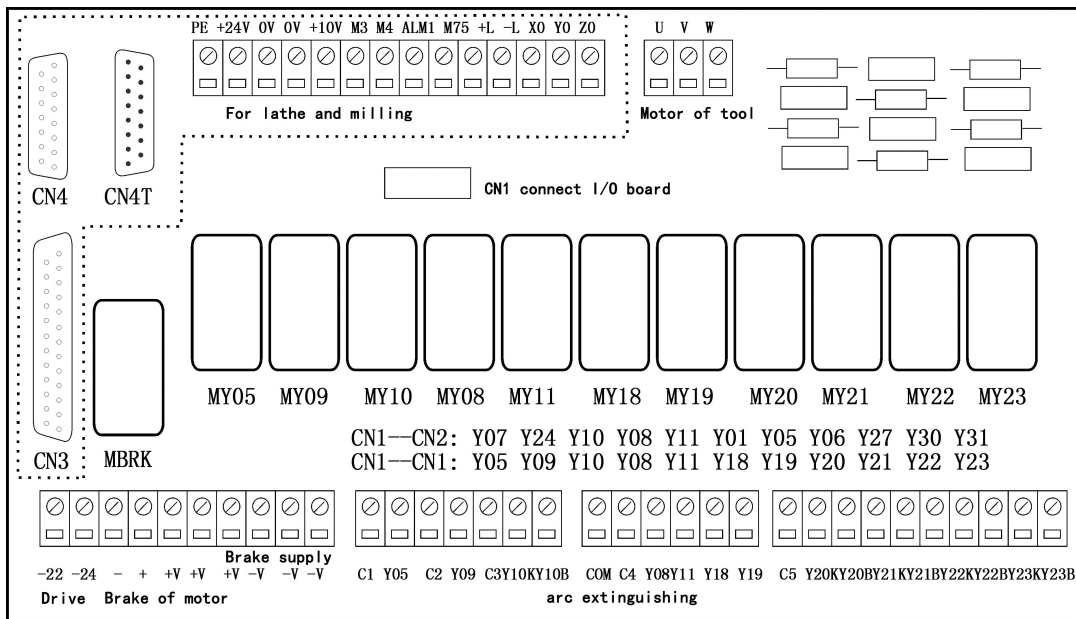 PE +24V 0V 0V +10V M3 M4 ALM1 M75 +L -L X0 Y0 Z0
U V W
For lathe and milling
Motor of tool
CN4 CN4T
CN1 connect I/O board
MY05 MY09 MY10 MY08 MY11 MY18 MY19 MY20 MY21 MY22 MY23
CN3 MBRK
CN1--CN2: Y07 Y24 Y10 Y08 Y11 Y01 Y05 Y06 Y27 Y30 Y31
CN1--CN1: Y05 Y09 Y10 Y08 Y11 Y18 Y19 Y20 Y21 Y22 Y23
Brake supply
-22 -24 - + +V +V +V -V -V -V
C1 Y05 C2 Y09 C3Y10KY10B
COM C4 Y08Y11 Y18 Y19
C5 Y20KY20BY21KY21BY22KY22BY23KY23B
Drive Brake of motor
arc extinguishing